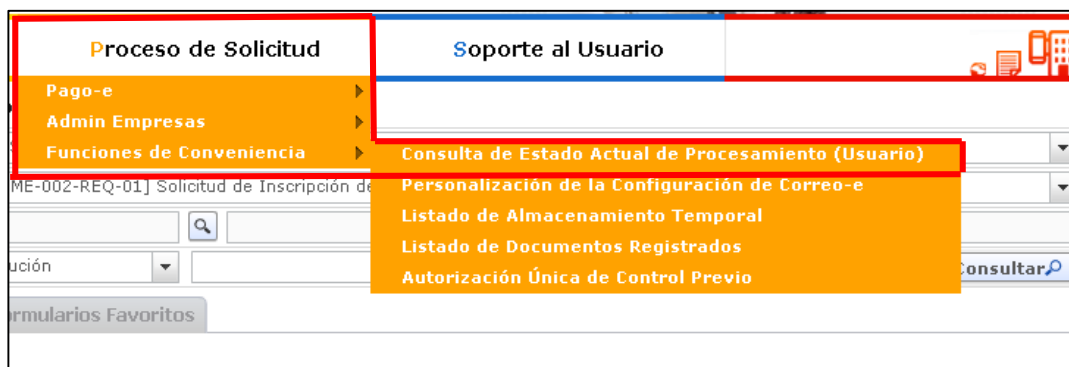 Proceso de Solicitud
Soporte al Usuario
Pago-e
Admin Empresas
Funciones de Conveniencia
Consulta de Estado Actual de Procesamiento (Usuario)
Personalización de la Configuración de Correo-e
Listado de Almacenamiento Temporal
Listado de Documentos Registrados
Autorización Única de Control Previo
ME-002-REQ-01] Solicitud de Inscripción de
ución
Consultar
rmularios Favoritos